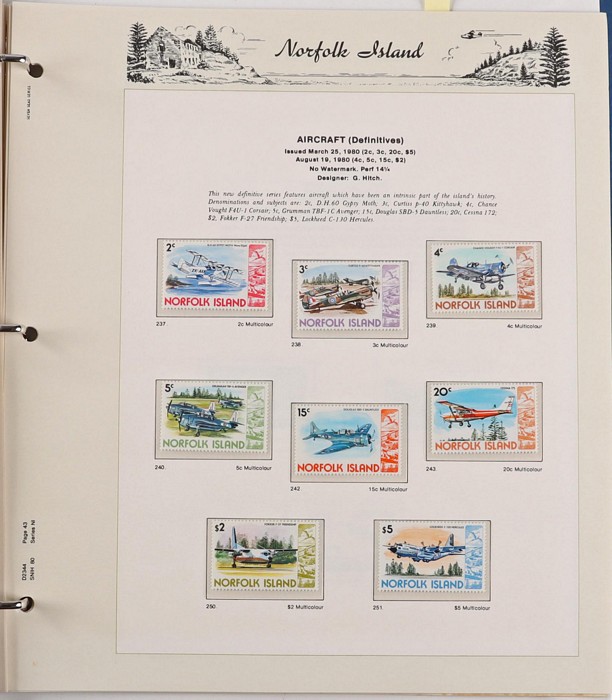 Norfolk Island
AIRCRAFT (Definitives)
Issued March 25, 1980 (2c, 3c, 20c, $5)
August 19, 1980 (4c, 5c, 15c, $2)
No Watermark. Perf 14¼
Designer: G. Hitch.
This new definitive series features aircraft which have been an intrinsic part of the island's history.
Denominations and subjects are: 2c, D.H.60 Gypsy Moth; 3c, Curtiss p-40 Kittyhawk; 4c, Chance
Vought F4U-1 Corsair; 5c, Grumman TBF-1C Avenger; 15c, Douglas SBD-5 Dauntless; 20c, Cessna 172;
$2, Fokker F-27 Friendship; $5, Lockheed C-130 Hercules.
2c
NORFOLK ISLAND
237 2c Multicolour
3c
NORFOLK ISLAND
238 3c Multicolour
4c
NORFOLK ISLAND
239 4c Multicolour
5c
NORFOLK ISLAND
240 5c Multicolour
15c
NORFOLK ISLAND
242 15c Multicolour
20c
NORFOLK ISLAND
243 20c Multicolour
$2
NORFOLK ISLAND
250 $2 Multicolour
$5
NORFOLK ISLAND
251 $5 Multicolour
D2344 Page 43
SNIH 80 Series NI